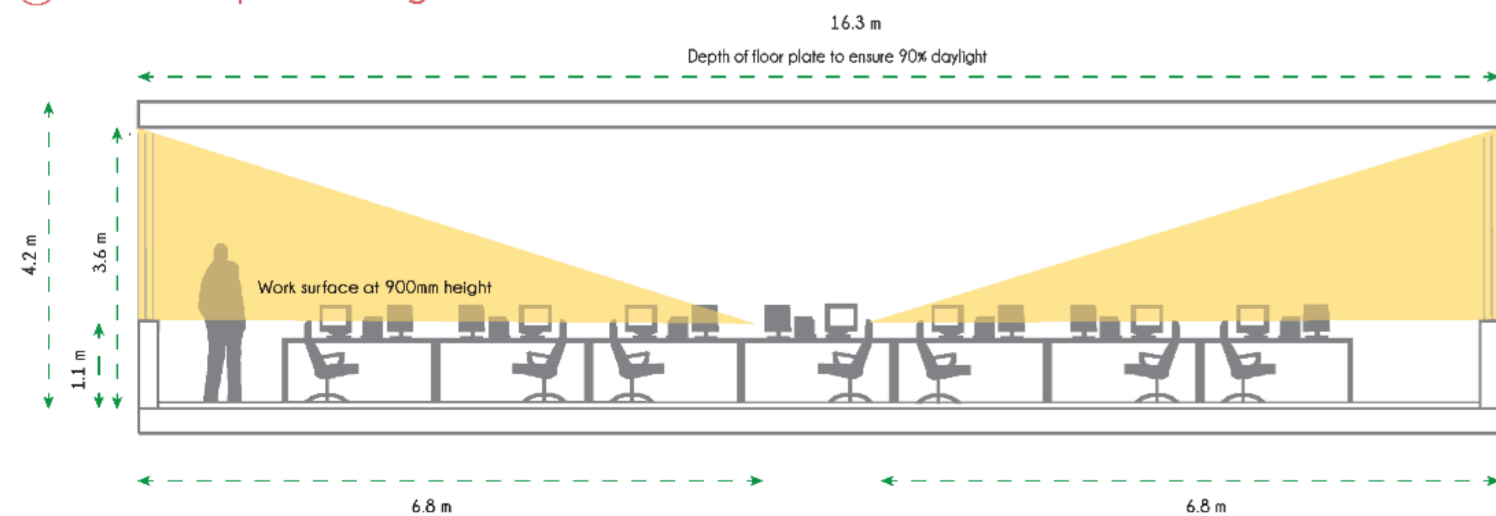 16.3 m
Depth of floor plate to ensure 90% daylight
4.2 m
3.6 m
Work surface at 900mm height
1.1 m
6.8 m
6.8 m